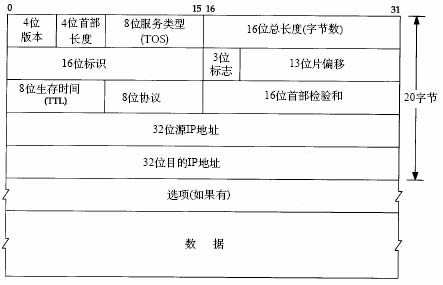 0 15 16 31
4位版本 4位首部长度 8位服务类型(TOS) 16位总长度(字节数)
16位标识 3位标志 13位片偏移
8位生存时间(TTL) 8位协议 16位首部检验和
20字节
32位源IP地址
32位目的IP地址
选项(如果有)
数 据